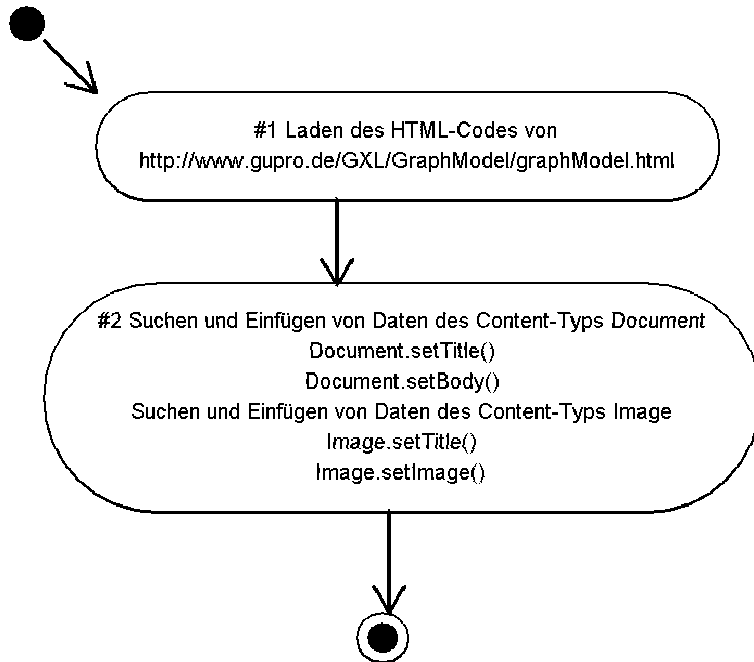 #1 Laden des HTML-Codes von
http://www.gupro.de/GXL/GraphModel/graphModel.html
#2 Suchen und Einfügen von Daten des Content-Typs Document
Document.setTitle()
Document.setBody()
Suchen und Einfügen von Daten des Content-Typs Image
Image.setTitle()
Image.setImage()